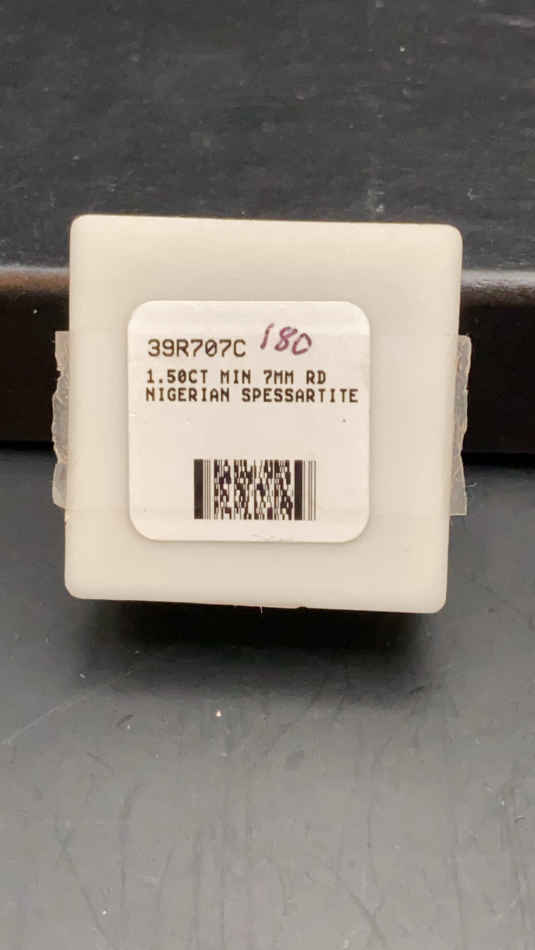 39R707C 180
1.50CT MIN 7MM RD
NIGERIAN SPESSARTITE